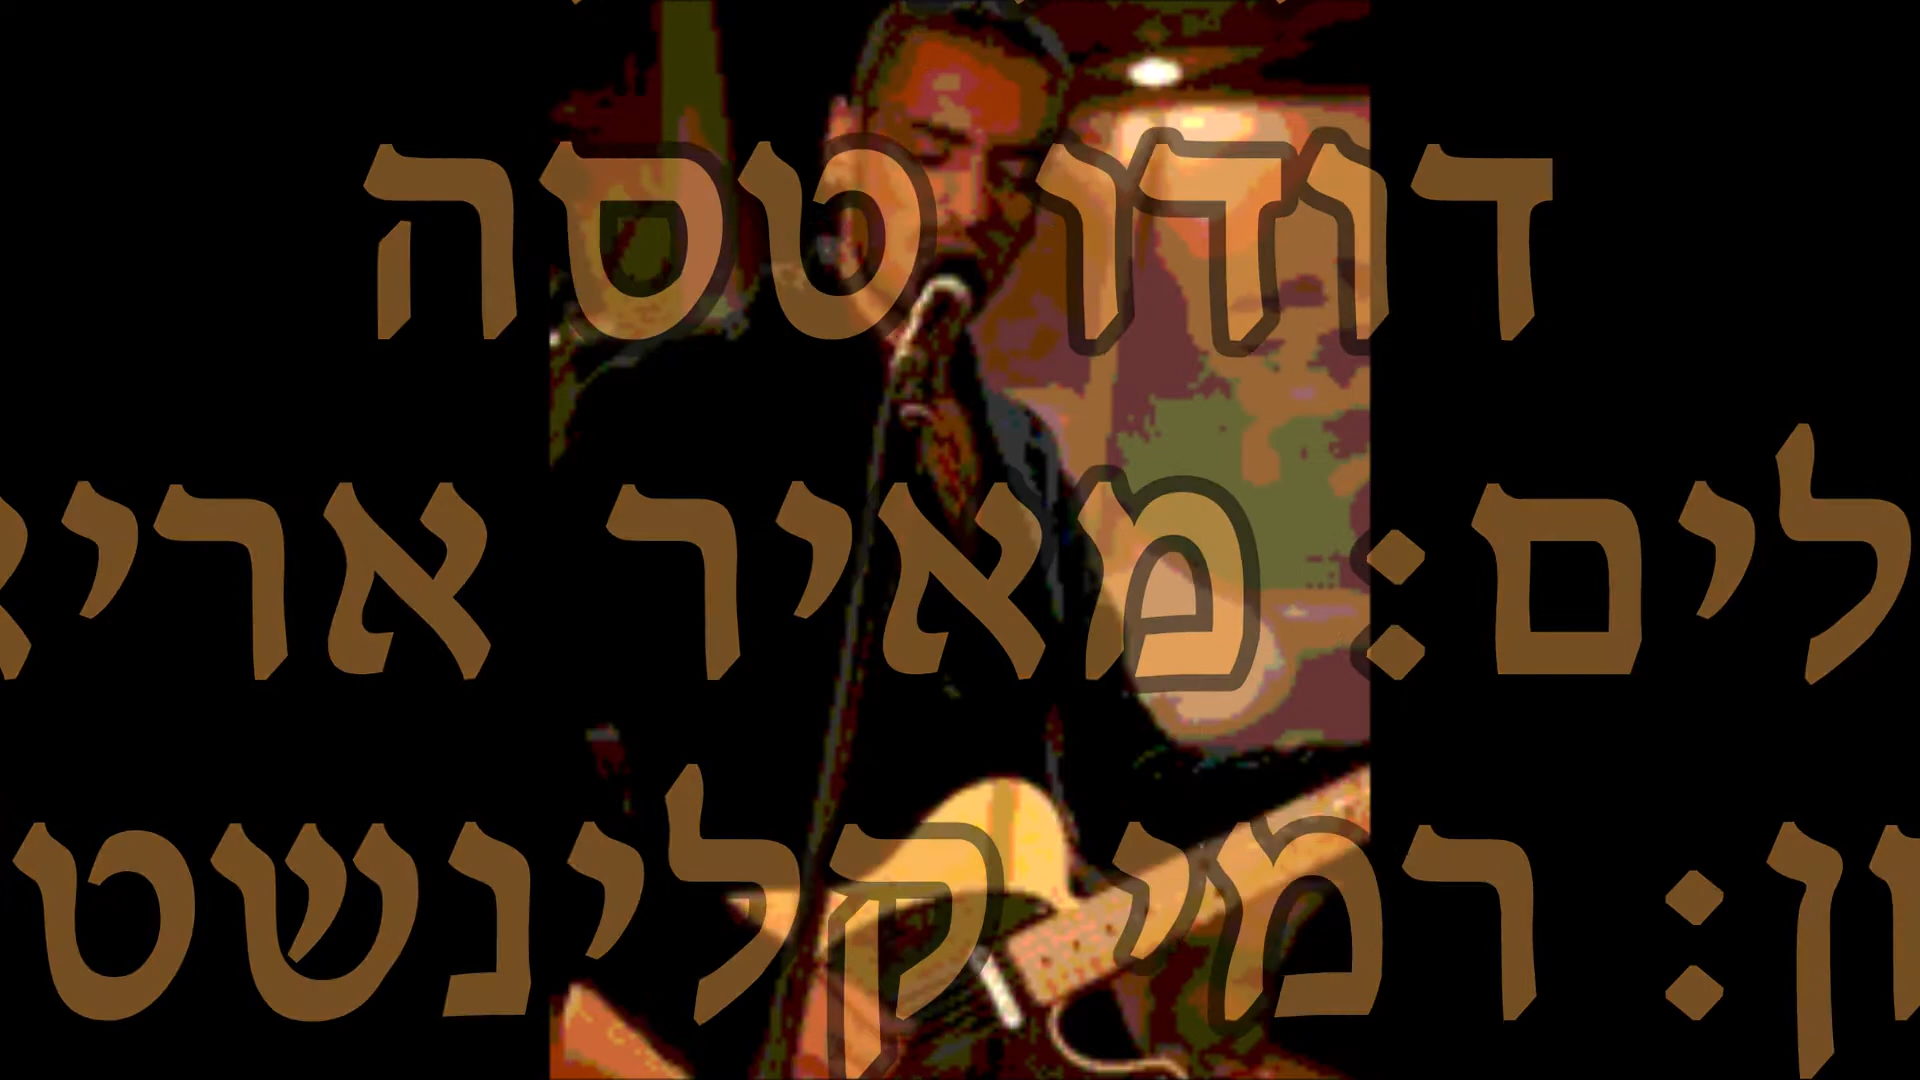 דודו טסה
לים: מאיר ארי
ון: רמי קלינשט